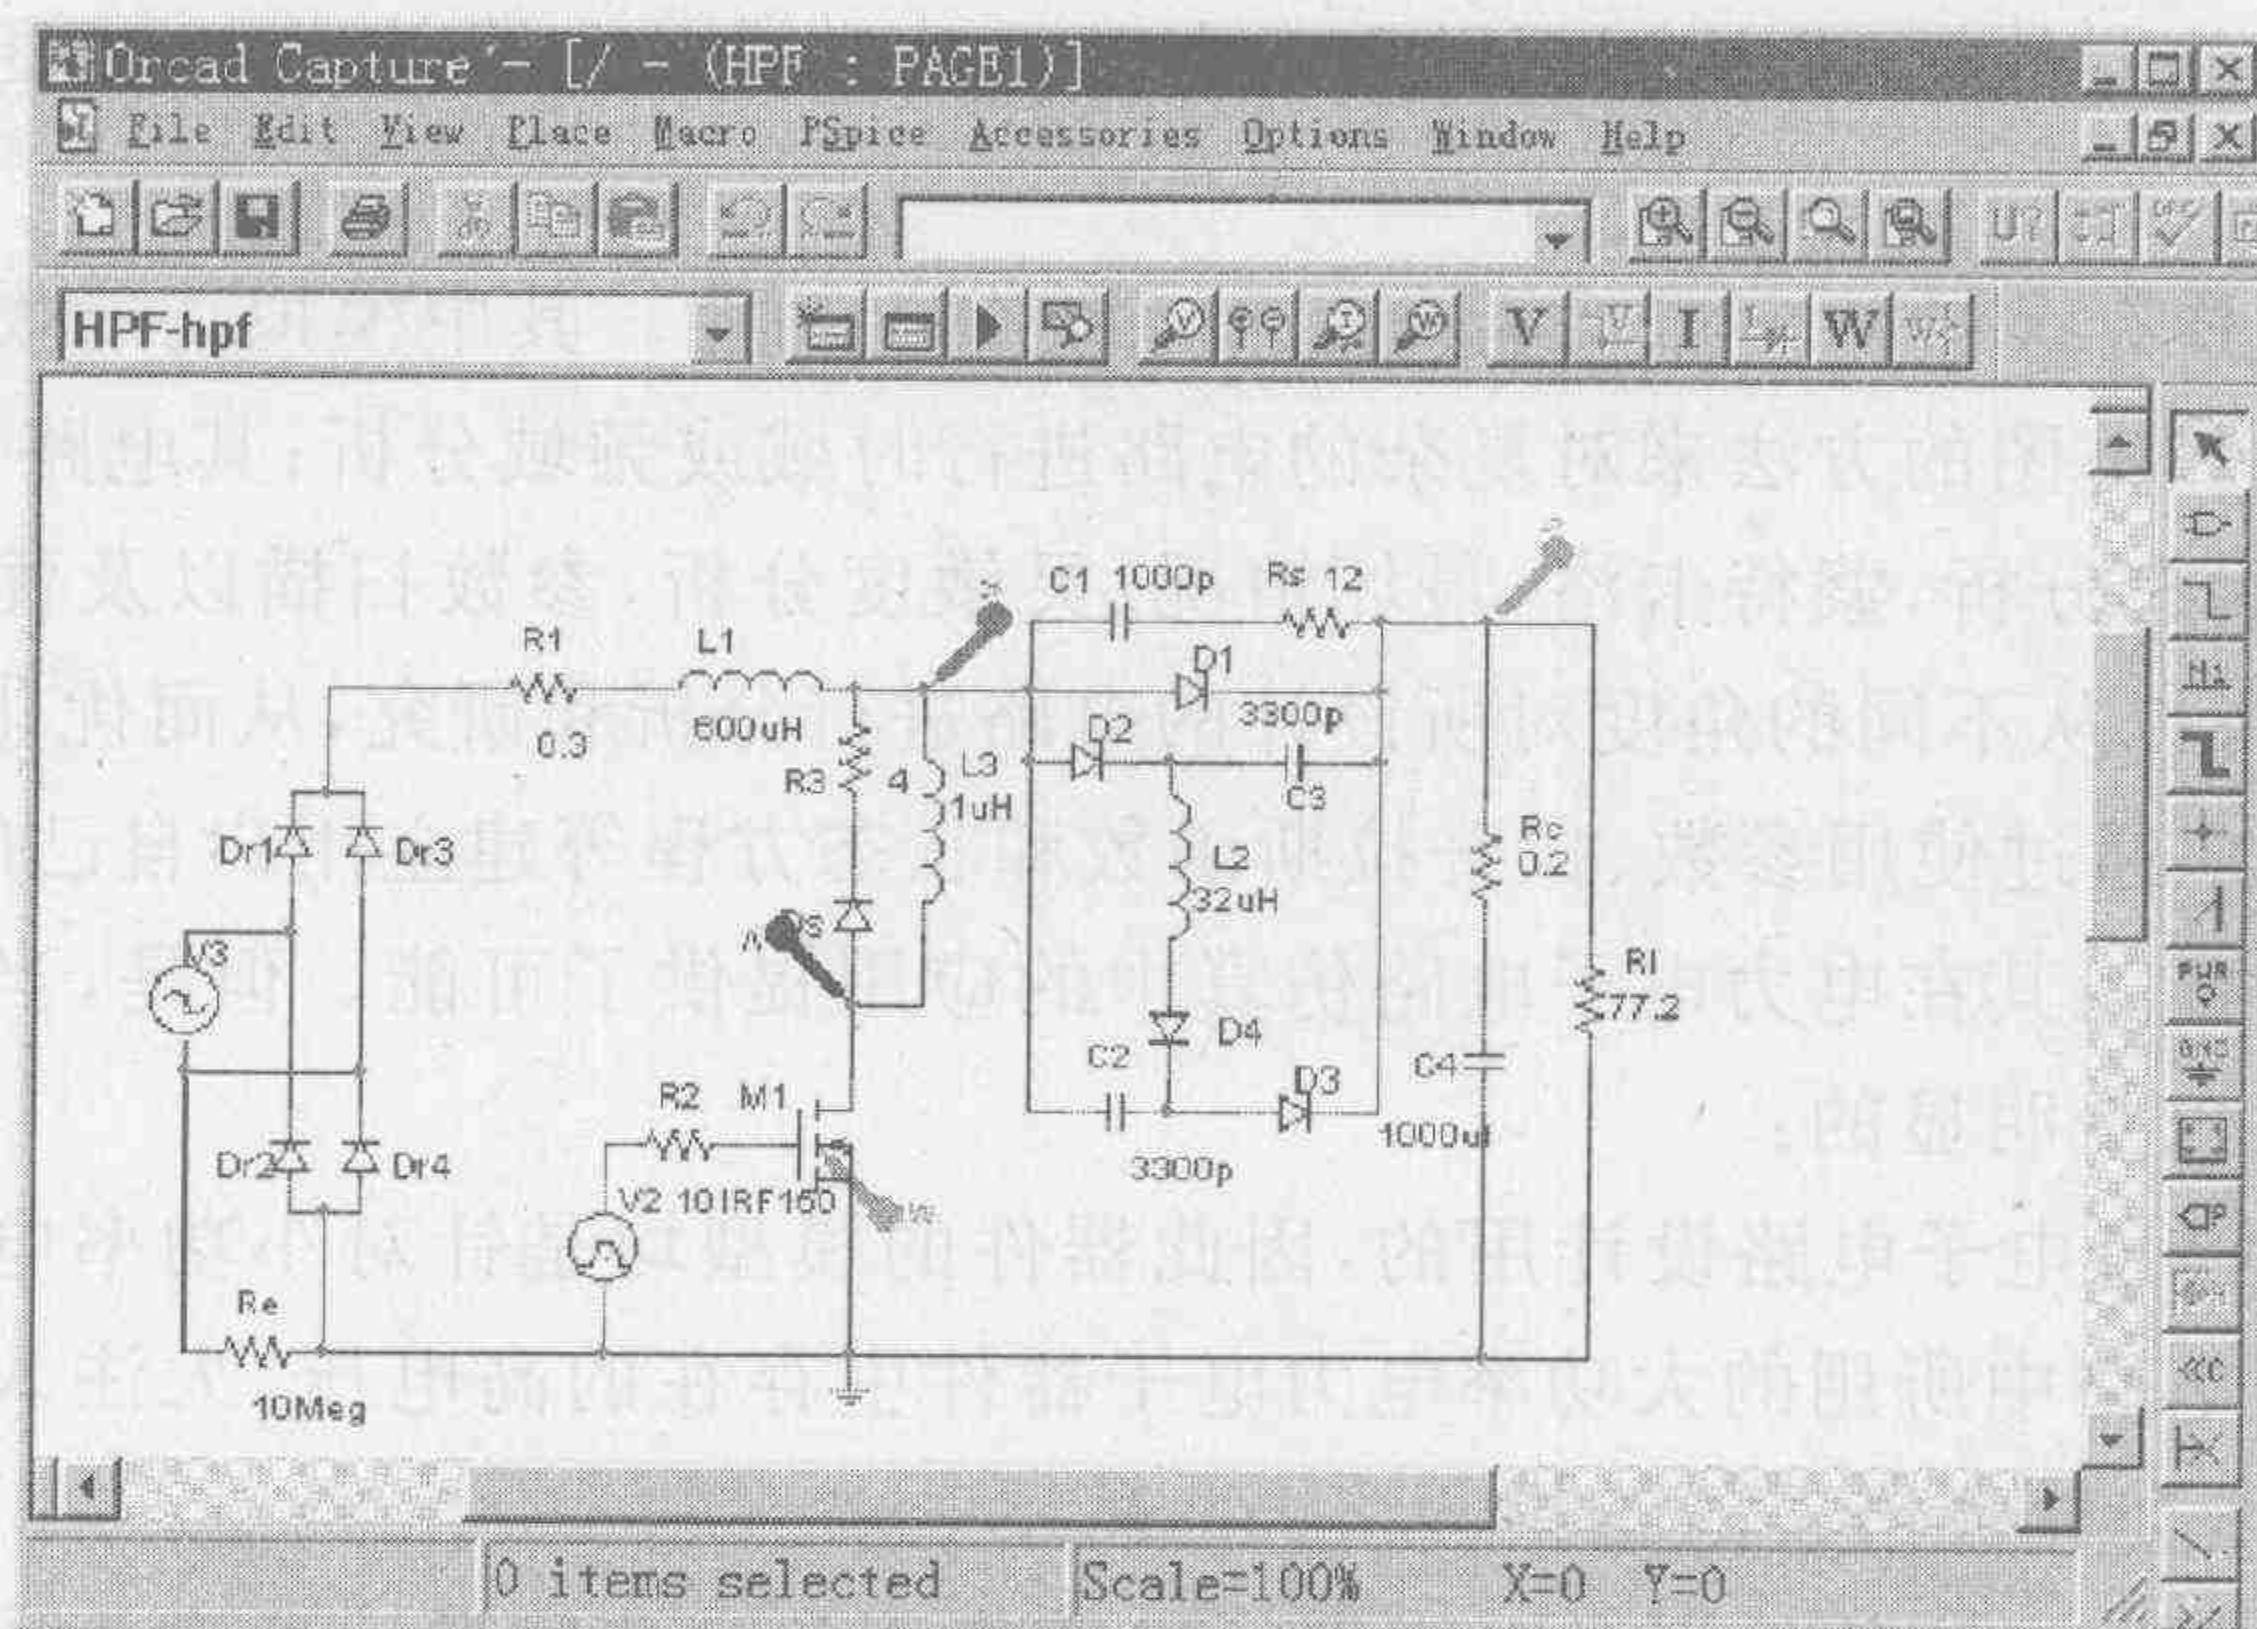 Orcad Capture - [/ - (HPF : PAGE1)]
File Edit View Place Macro PSpice Accessories Options Window Help
U?
HPF-hpf
V I W
C1 1000p Rs 12
R1 L1
D1
0.3 600uH
3300p
D2
R3 4 L3
1uH
C3
Dr1 Dr3
Rc
0.2
L2
32uH
V3
Rl
77.2
D4
C2
C4
R2 M1
D3
1000u
Dr2 Dr4
3300p
V2 10 IRF150
Re
10Meg
0 items selected Scale=100% X=0 Y=0